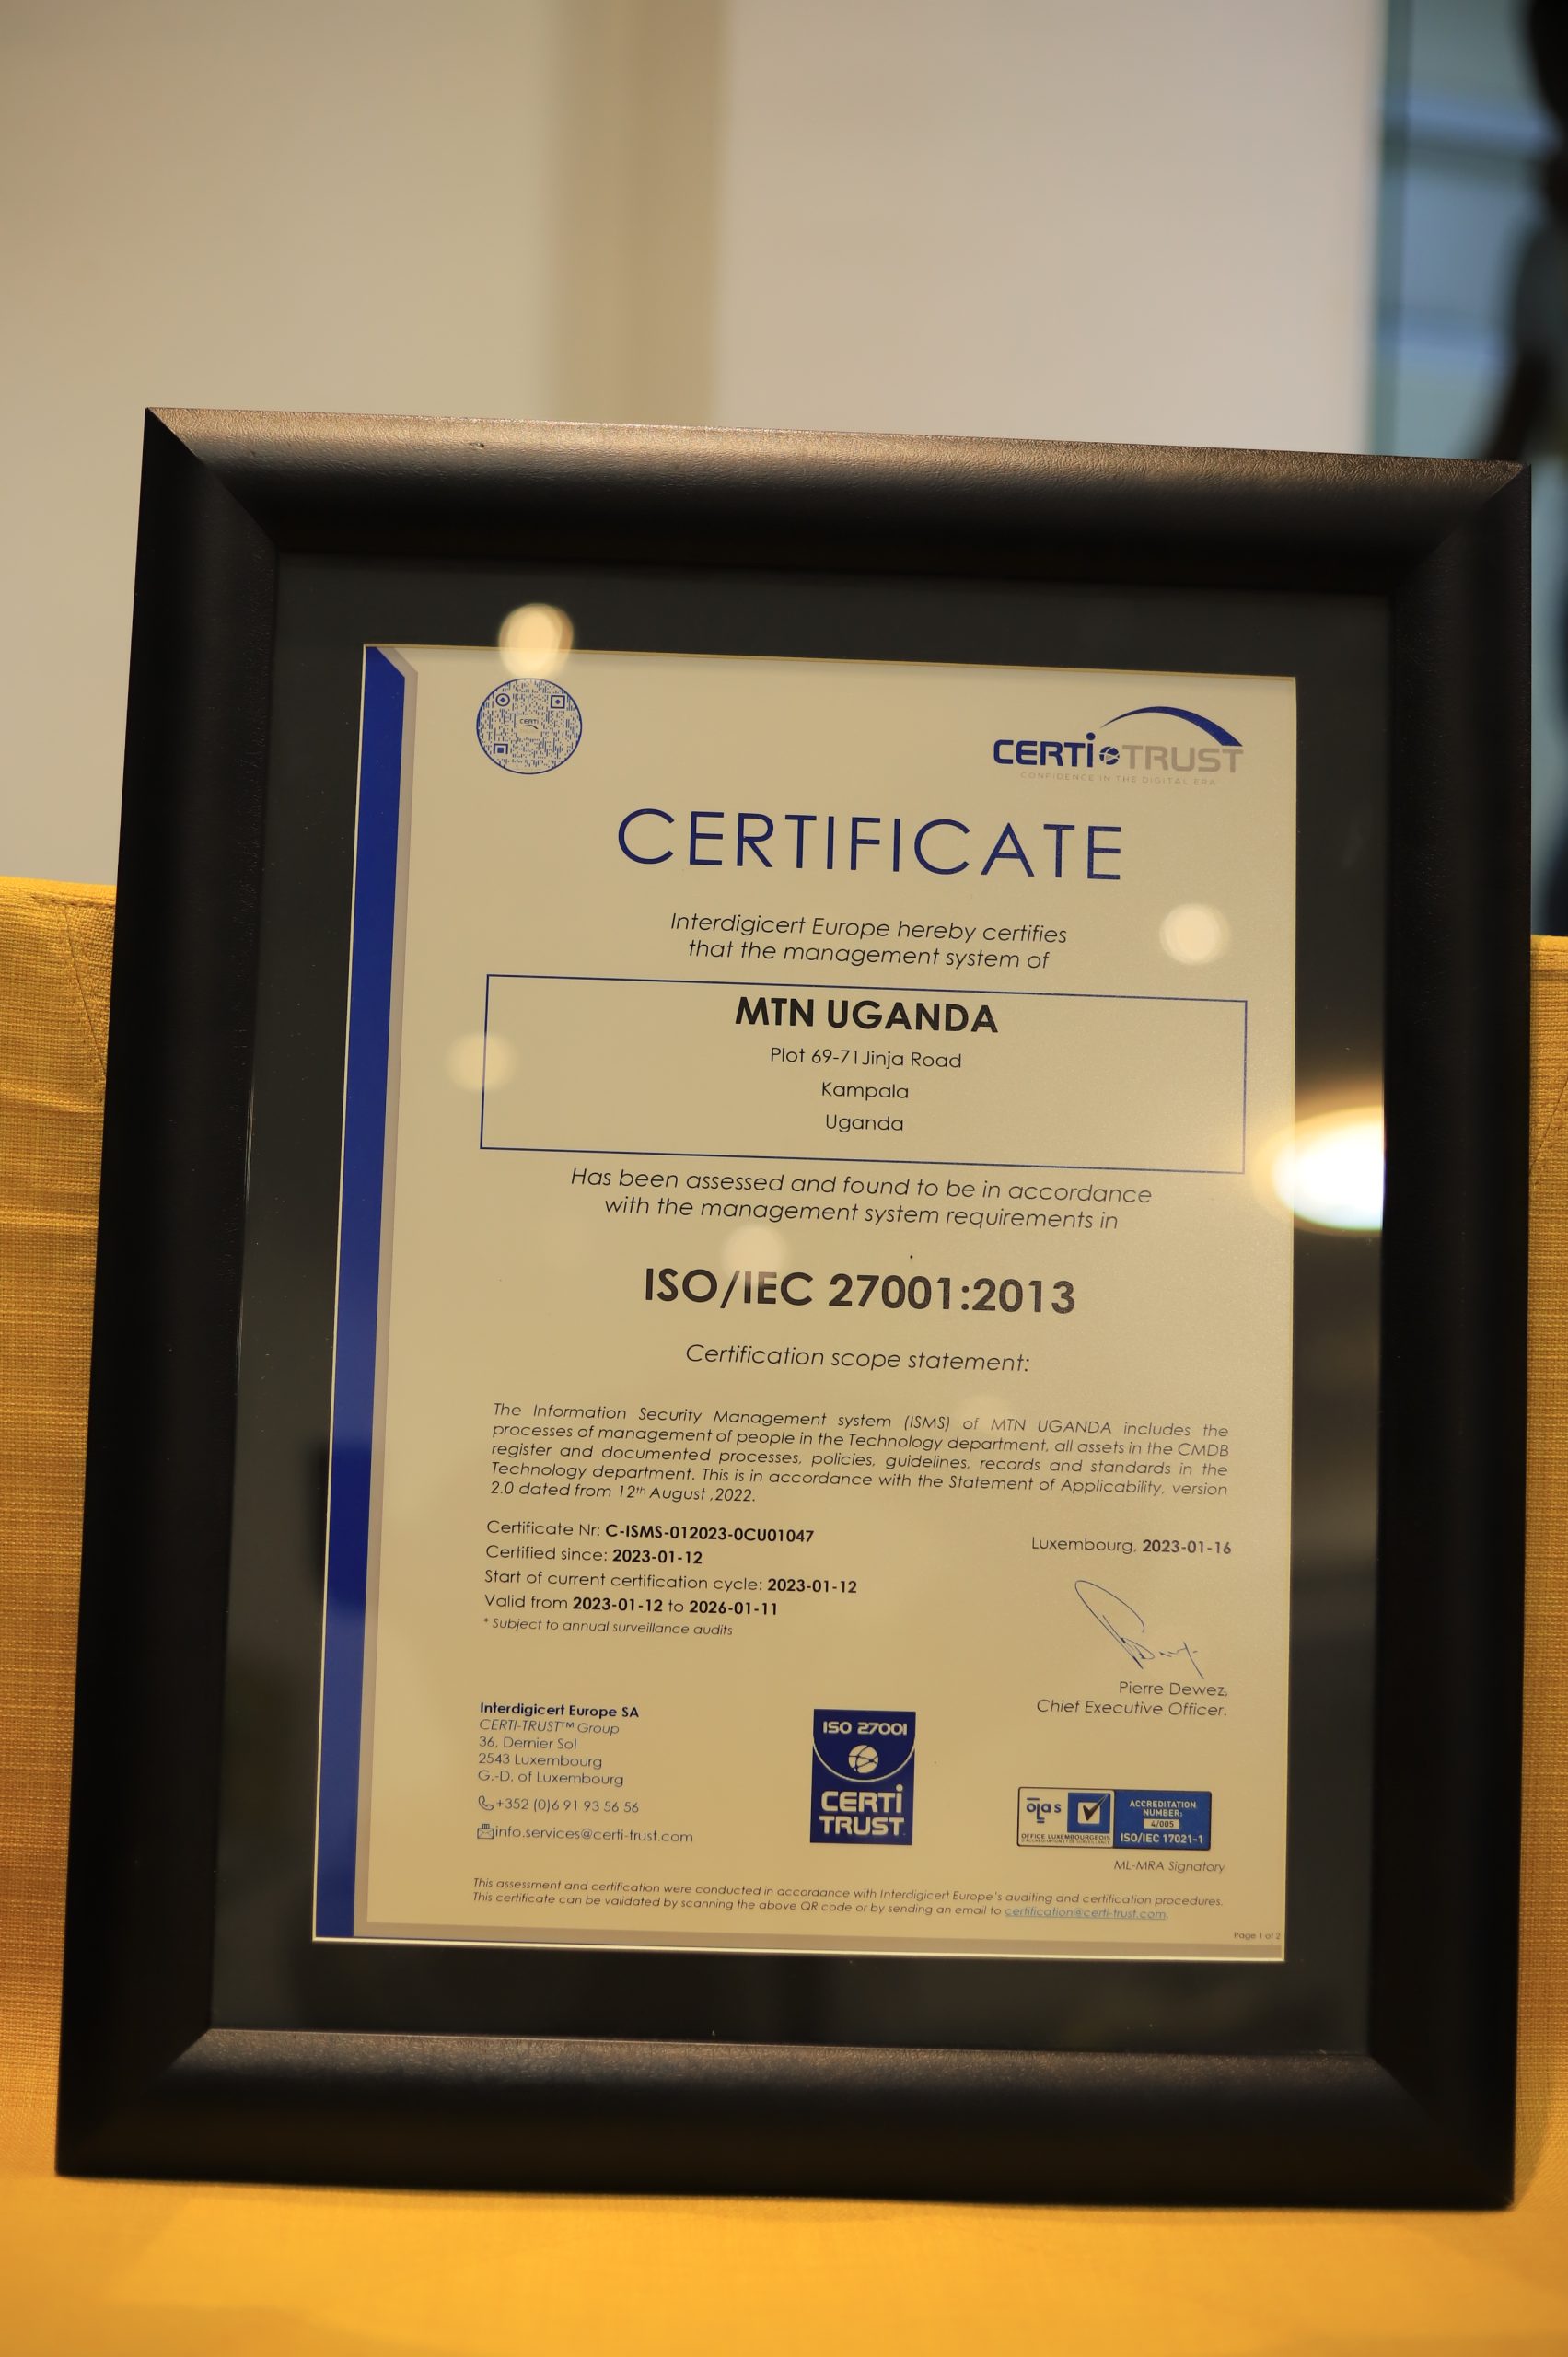 CERTI
CERTi TRUST
CONFIDENCE IN THE DIGITAL ERA
CERTIFICATE
Interdigicert Europe hereby certifies
that the management system of
MTN UGANDA
Plot 69-71Jinja Road
Kampala
Uganda
Has been assessed and found to be in accordance
with the management system requirements in
ISO/IEC 27001:2013
Certification scope statement:
The Information Security Management system (ISMS) of MTN UGANDA includes the
processes of management of people in the Technology department, all assets in the CMDB
register and documented processes, policies, guidelines, records and standards in the
Technology department. This is in accordance with the Statement of Applicability, version
2.0 dated from 12th August ,2022.
Certificate Nr: C-ISMS-012023-0CU01047
Certified since: 2023-01-12
Start of current certification cycle: 2023-01-12
Valid from 2023-01-12 to 2026-01-11
* Subject to annual surveillance audits
Luxembourg, 2023-01-16
Pierre Dewez,
Chief Executive Officer.
Interdigicert Europe SA
CERTI-TRUST™ Group
36, Dernier Sol
2543 Luxembourg
G.-D. of Luxembourg
+352 (0)6 91 93 56 56
info.services@certi-trust.com
ISO 27001
CERTi
TRUST
olas
OFFICE LUXEMBOURGEOIS
D'ACCREDITATION ET DE SURVEILLANCE
ACCREDITATION
NUMBER:
4/005
ISO/IEC 17021-1
ML-MRA Signatory
This assessment and certification were conducted in accordance with Interdigicert Europe's auditing and certification procedures.
This certificate can be validated by scanning the above QR code or by sending an email to certification@certi-trust.com.
Page 1 of 2